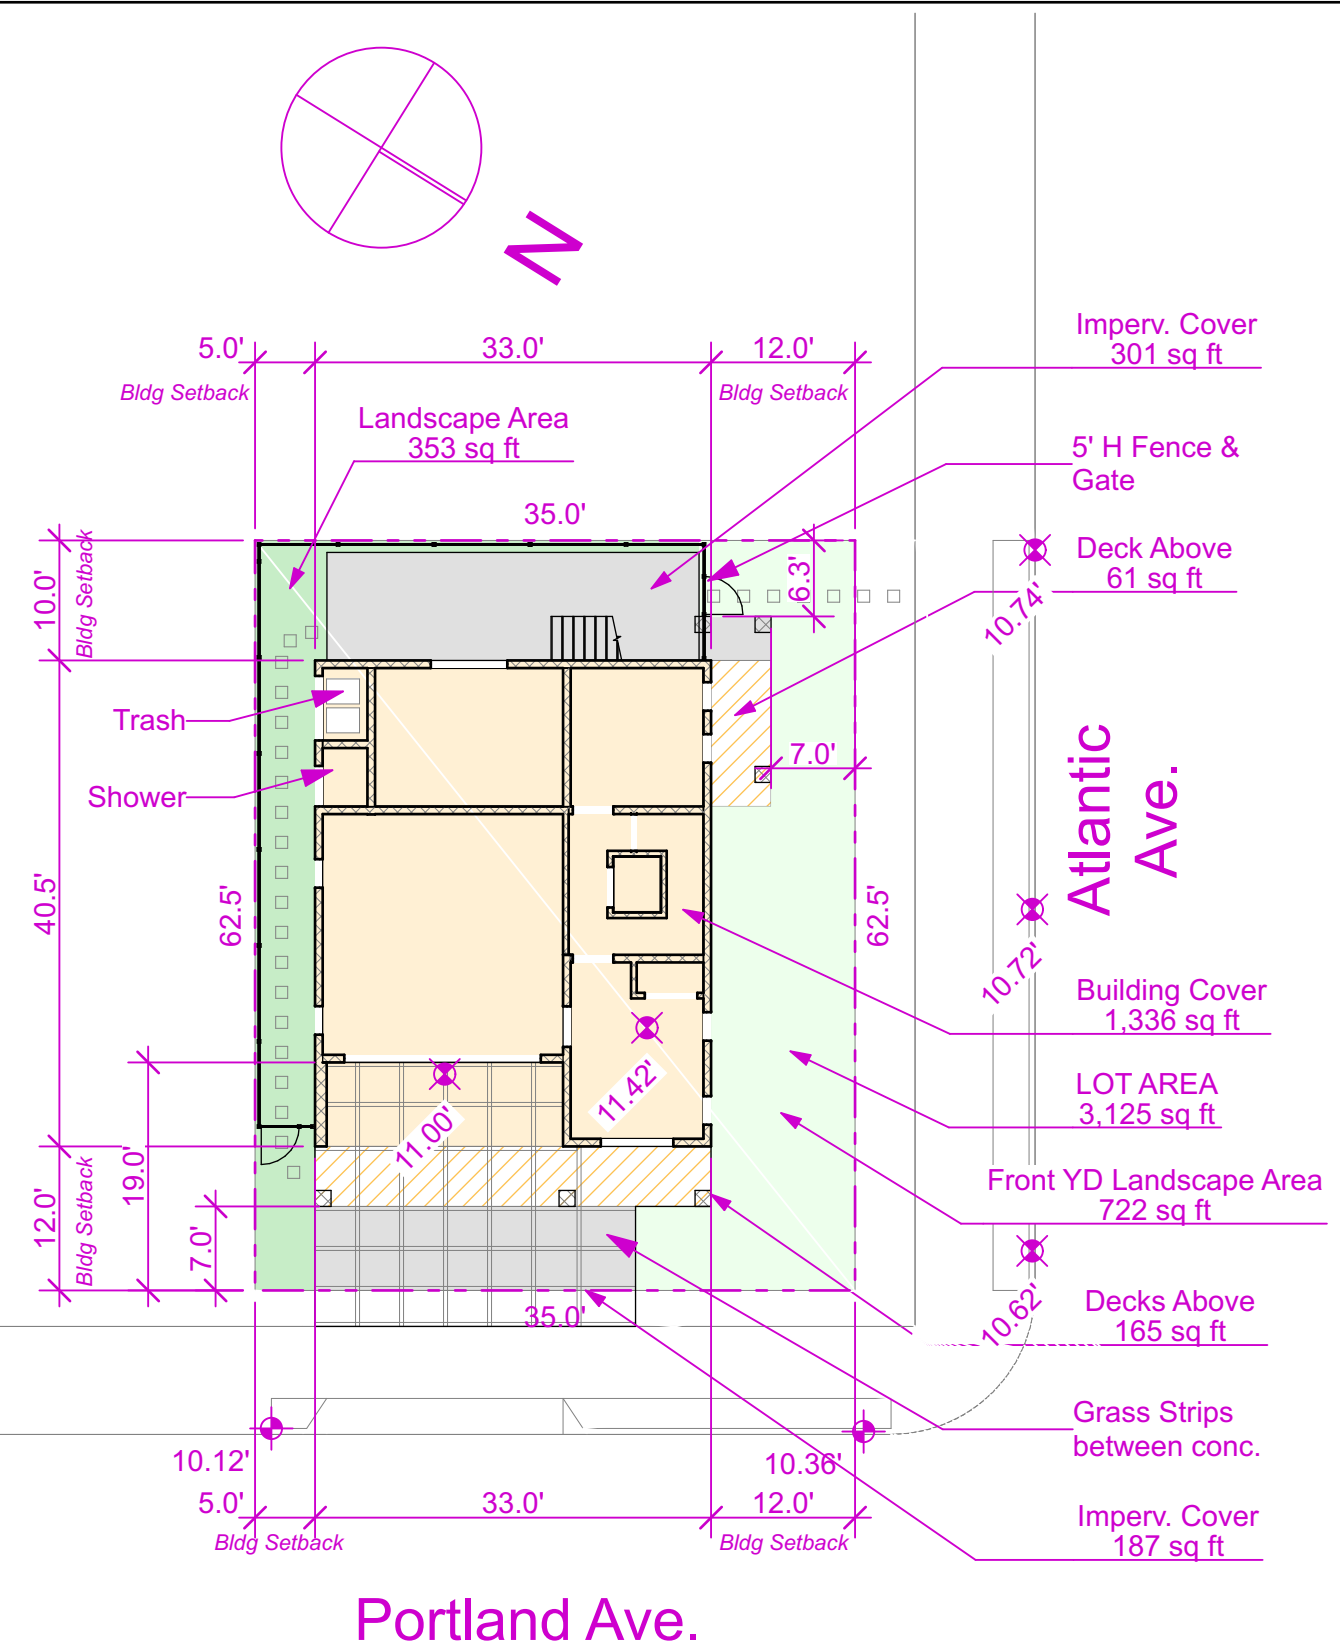 N
5.0'
33.0'
12.0'
Bldg Setback
Bldg Setback
Imperv. Cover
301 sq ft
Landscape Area
353 sq ft
5' H Fence &
Gate
35.0'
10.0'
Bldg Setback
6.3'
Deck Above
61 sq ft
10.74'
Trash
Shower
7.0'
Atlantic
Ave.
40.5'
62.5'
62.5'
10.72'
Building Cover
1,336 sq ft
LOT AREA
3,125 sq ft
11.42'
11.00'
Front YD Landscape Area
722 sq ft
19.0'
12.0'
Bldg Setback
7.0'
35.0'
10.62'
Decks Above
165 sq ft
Grass Strips
between conc.
10.12'
10.36'
5.0'
33.0'
12.0'
Bldg Setback
Bldg Setback
Imperv. Cover
187 sq ft
Portland Ave.